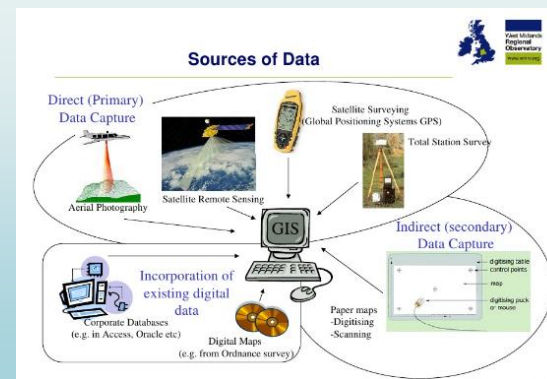 West Midlands
Regional
Observatory
Sources of Data
Direct (Primary)
Data Capture
Satellite Surveying
(Global Positioning Systems GPS)
Total Station Survey
Aerial Photography
Satellite Remote Sensing
GIS
Indirect (secondary)
Data Capture
digitising table
control points
map
digitising puck
or mouse
Incorporation of
existing digital
data
Corporate Databases
(e.g. in Access, Oracle etc)
Digital Maps
(e.g. from Ordnance survey)
Paper maps
-Digitising
-Scanning